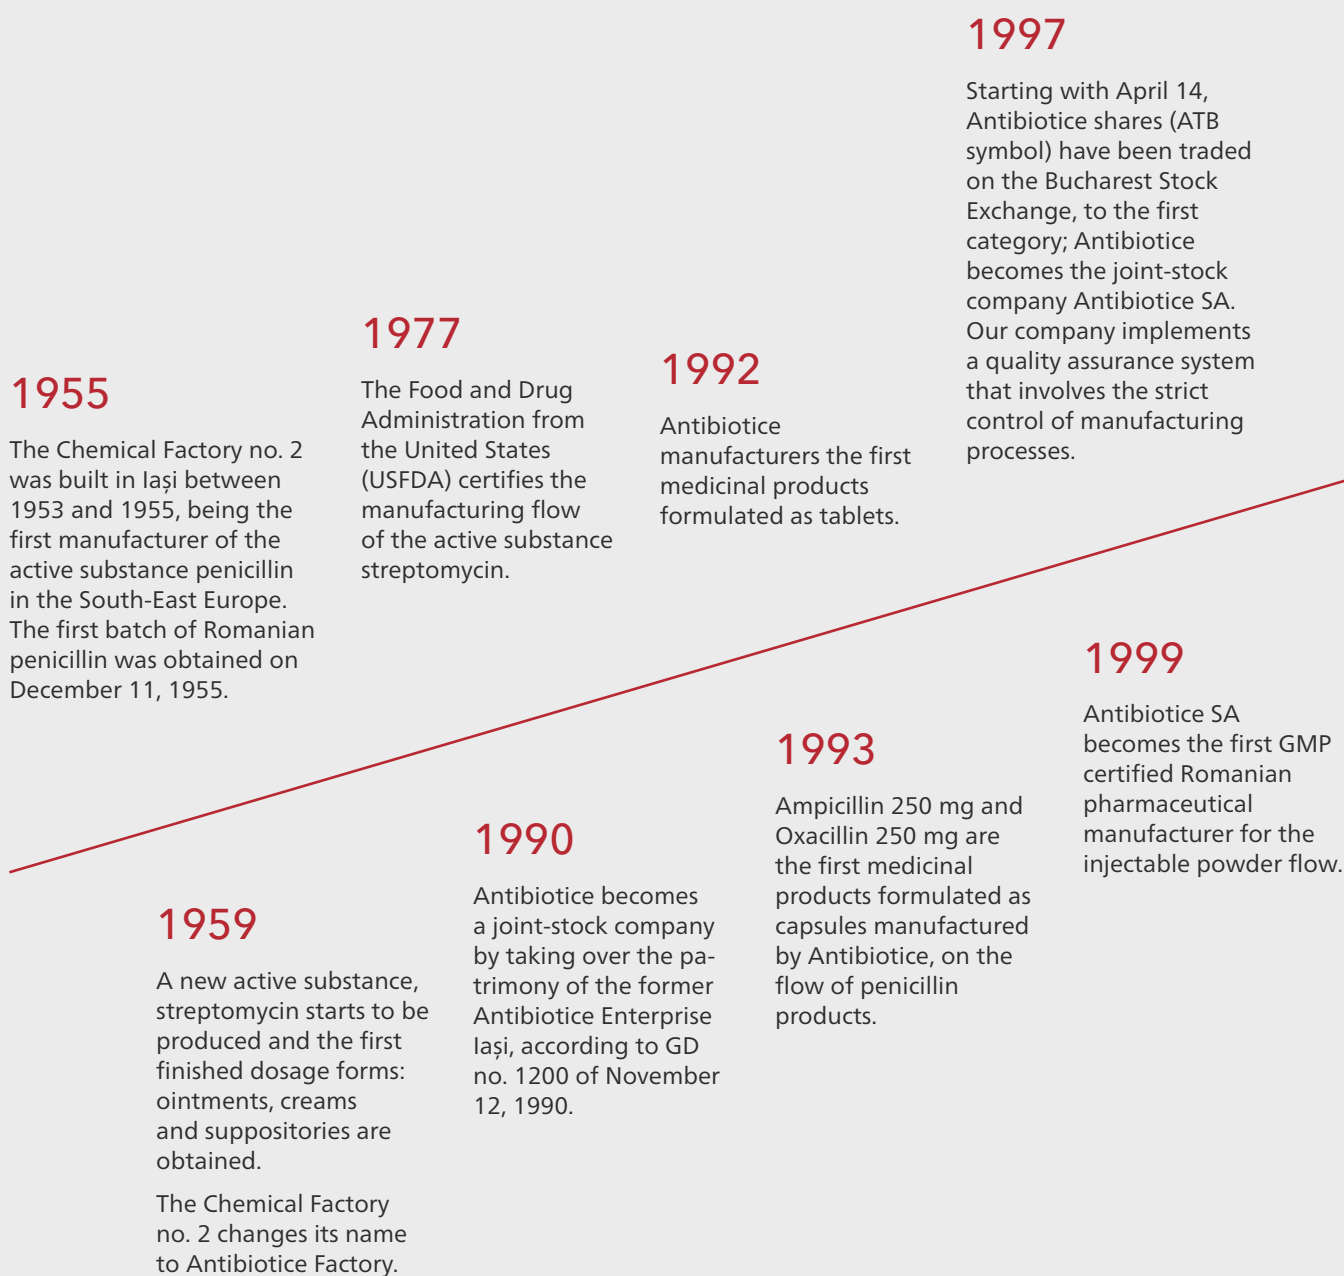 1955
The Chemical Factory no. 2
was built in Iași between
1953 and 1955, being the
first manufacturer of the
active substance penicillin
in the South-East Europe.
The first batch of Romanian
penicillin was obtained on
December 11, 1955.
1959
A new active substance,
streptomycin starts to be
produced and the first
finished dosage forms:
ointments, creams
and suppositories are
obtained.
The Chemical Factory
no. 2 changes its name
to Antibiotice Factory.
1977
The Food and Drug
Administration from
the United States
(USFDA) certifies the
manufacturing flow
of the active substance
streptomycin.
1990
Antibiotice becomes
a joint-stock company
by taking over the pa-
trimony of the former
Antibiotice Enterprise
Iași, according to GD
no. 1200 of November
12, 1990.
1992
Antibiotice
manufacturers the first
medicinal products
formulated as tablets.
1993
Ampicillin 250 mg and
Oxacillin 250 mg are
the first medicinal
products formulated as
capsules manufactured
by Antibiotice, on the
flow of penicillin
products.
1997
Starting with April 14,
Antibiotice shares (ATB
symbol) have been traded
on the Bucharest Stock
Exchange, to the first
category; Antibiotice
becomes the joint-stock
company Antibiotice SA.
Our company implements
a quality assurance system
that involves the strict
control of manufacturing
processes.
1999
Antibiotice SA
becomes the first GMP
certified Romanian
pharmaceutical
manufacturer for the
injectable powder flow.